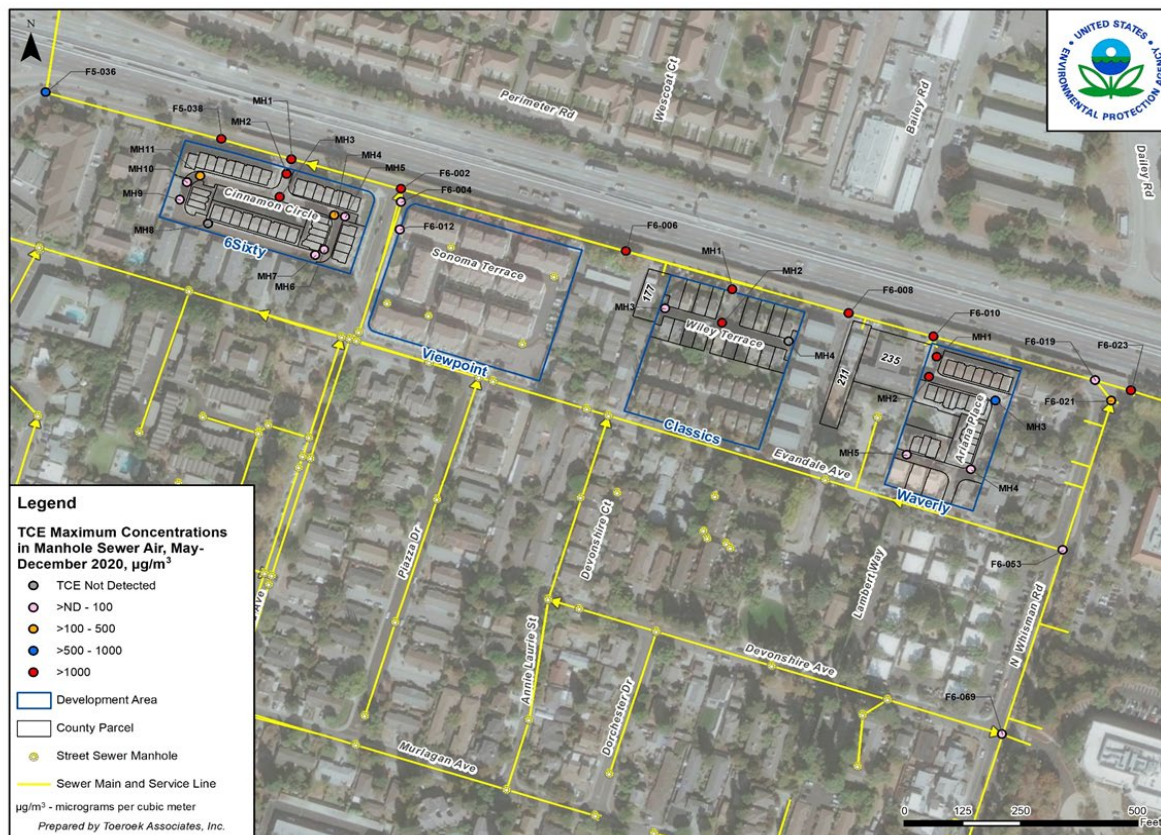 F5-036
Perimeter Rd
Wescoat Ct
Bailey Rd
Dailey Rd
UNITED STATES
ENVIRONMENTAL PROTECTION AGENCY
F5-038
MH1
MH2
MH3
MH4
MH5
MH11
MH10
MH9
MH8
MH7
MH6
Cinnamon Circle
6Sixty
F6-002
F6-004
F6-012
Sonoma Terrace
Viewpoint
F6-006
177
MH1
MH2
MH3
MH4
Wiley Terrace
Classics
F6-008
211
235
F6-010
MH1
MH2
MH3
MH5
MH4
Ariana Place
Waverly
F6-019
F6-023
F6-021
F6-053
F6-069
Evandale Ave
Plazza Dr
Devonshire Ct
Annie Laurie St
Dorchester Dr
Devonshire Ave
Lambert Way
N Whisman Rd
Murlagan Ave
Ave
Legend
TCE Maximum Concentrations
in Manhole Sewer Air, May-
December 2020, µg/m³
TCE Not Detected
>ND - 100
>100 - 500
>500 - 1000
>1000
Development Area
County Parcel
Street Sewer Manhole
Sewer Main and Service Line
µg/m³ - micrograms per cubic meter
Prepared by Toeroek Associates, Inc.
0 125 250 500
Feet